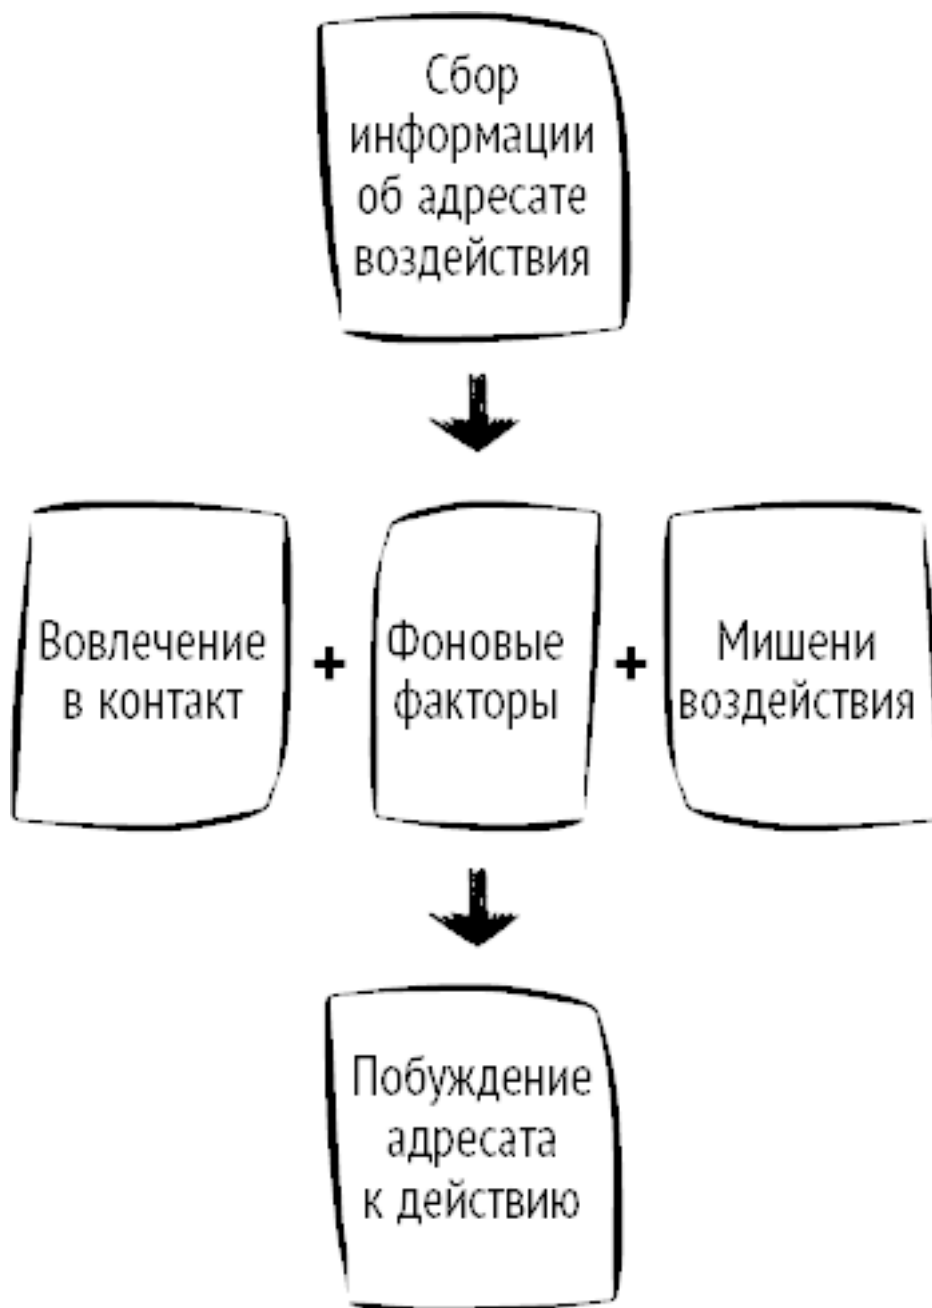 Сбор
информации
об адресате
воздействия
Вовлечение
в контакт
+
Фоновые
факторы
+
Мишени
воздействия
Побуждение
адресата
к действию